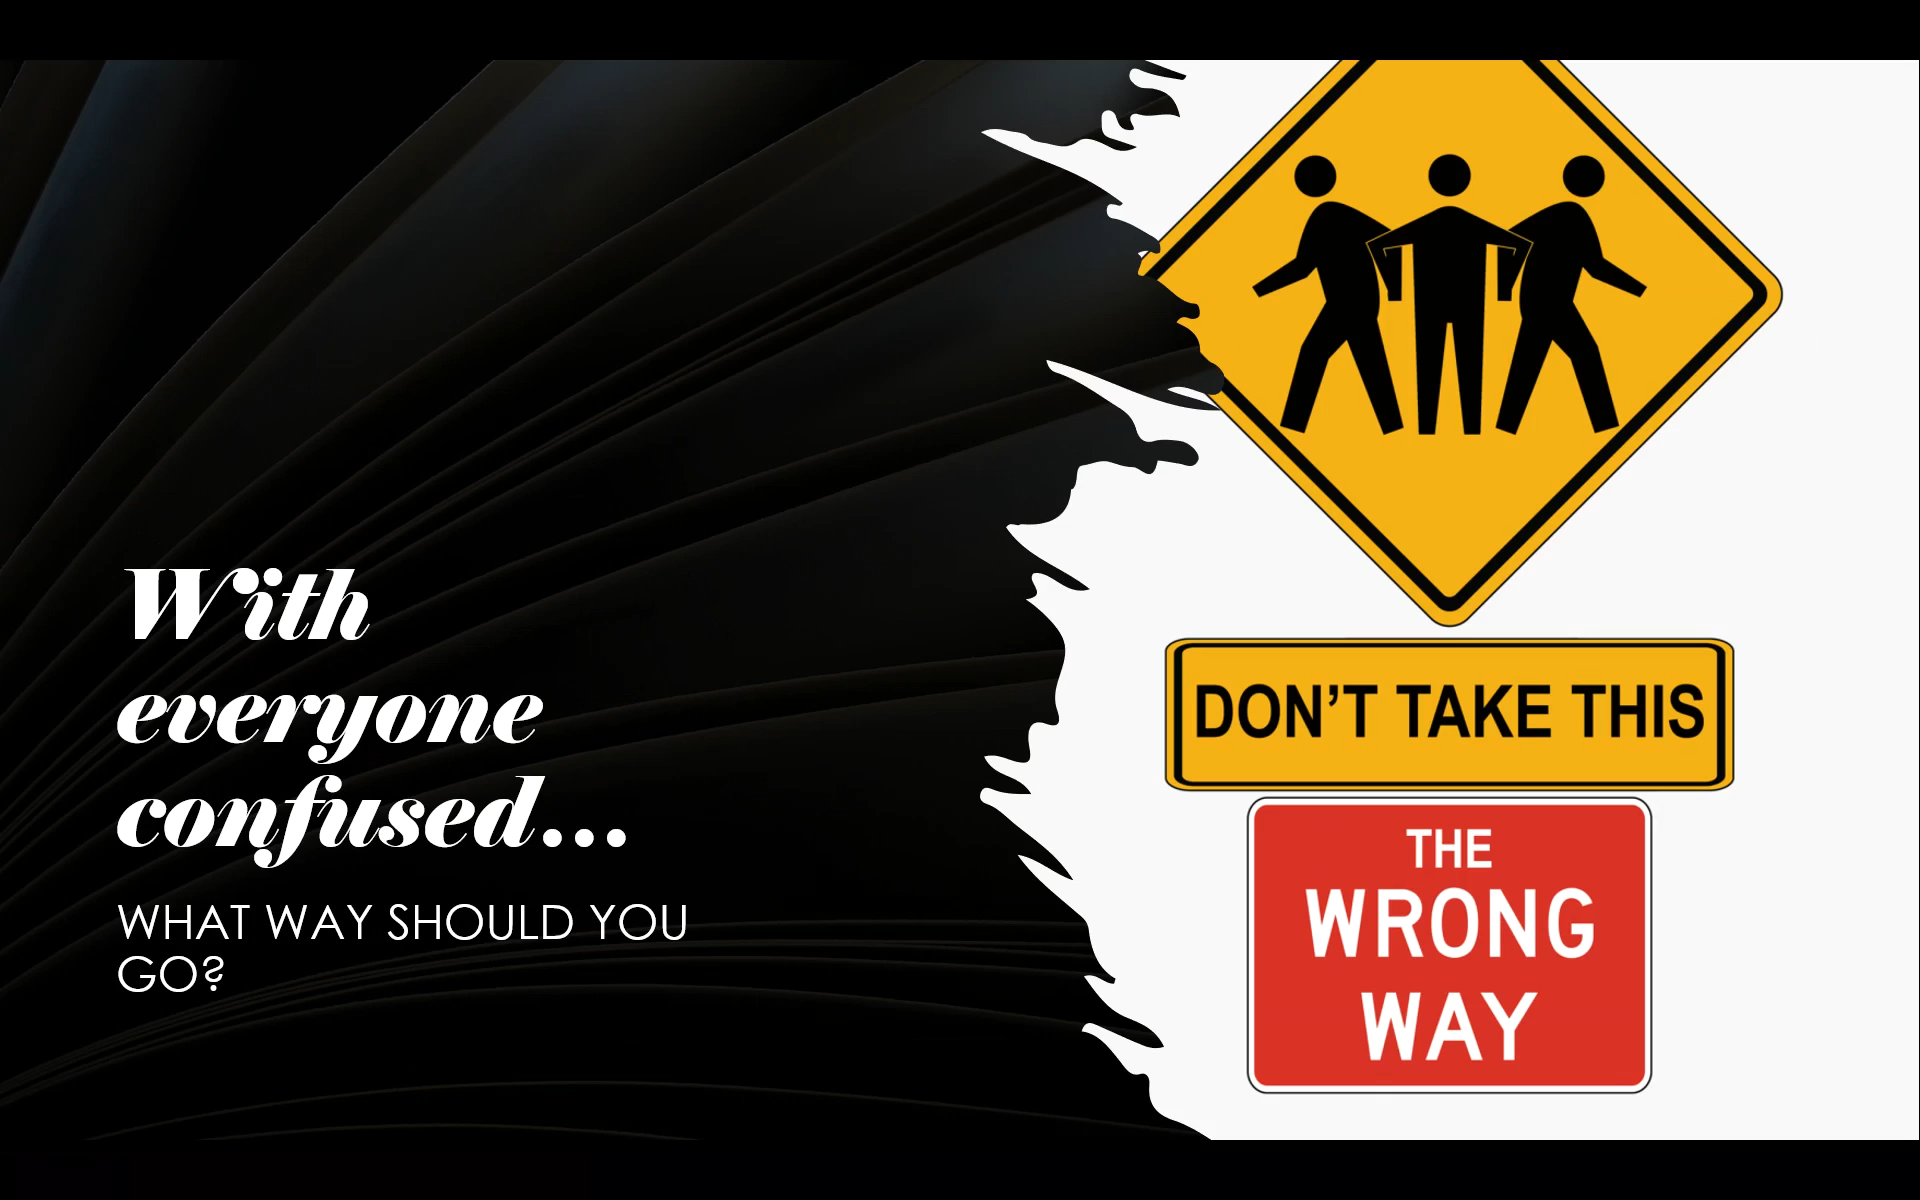 With
everyone
confused...
WHAT WAY SHOULD YOU
GO?
DON'T TAKE THIS
THE
WRONG
WAY